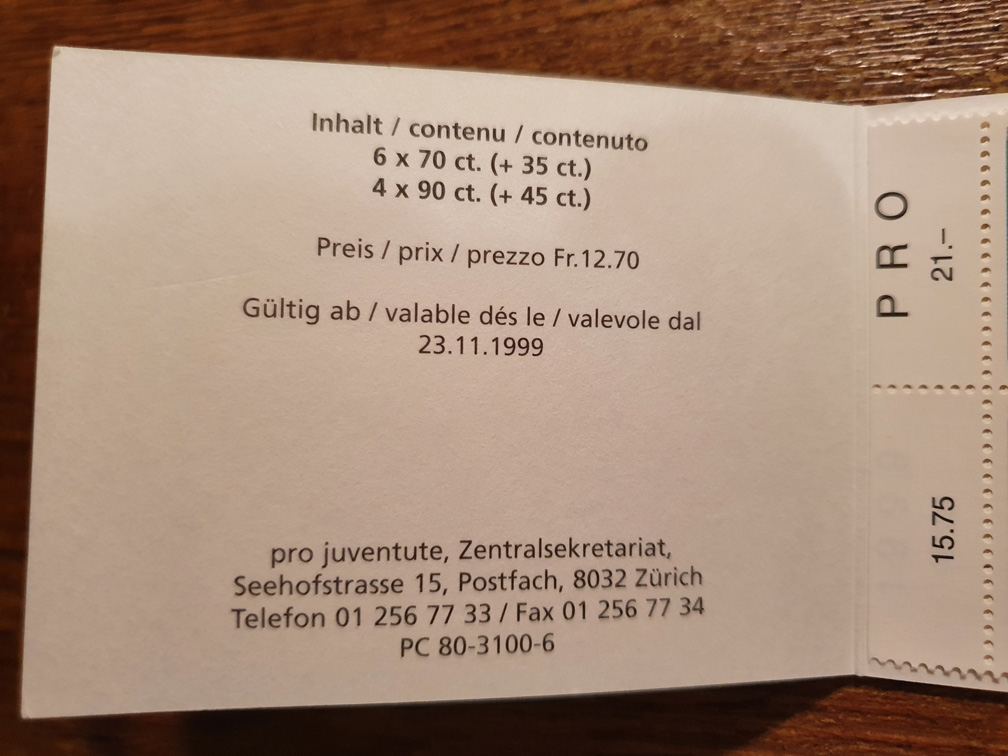 Inhalt / contenu / contenuto
6 x 70 ct. (+ 35 ct.)
4 x 90 ct. (+ 45 ct.)
Preis / prix / prezzo Fr.12.70
Gültig ab / valable dés le / valevole dal
23.11.1999
pro juventute, Zentralsekretariat,
Seehofstrasse 15, Postfach, 8032 Zürich
Telefon 01 256 77 33 / Fax 01 256 77 34
PC 80-3100-6
PRO
21.–
15.75